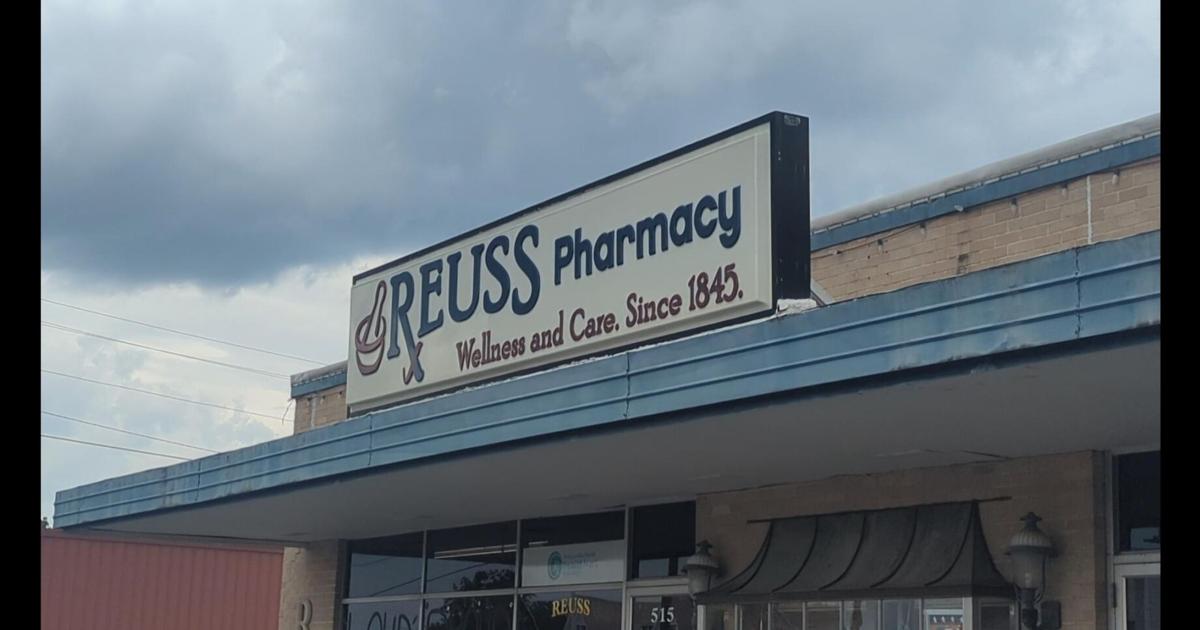 REUSS Pharmacy
Wellness and Care. Since 1845.
REUSS
515